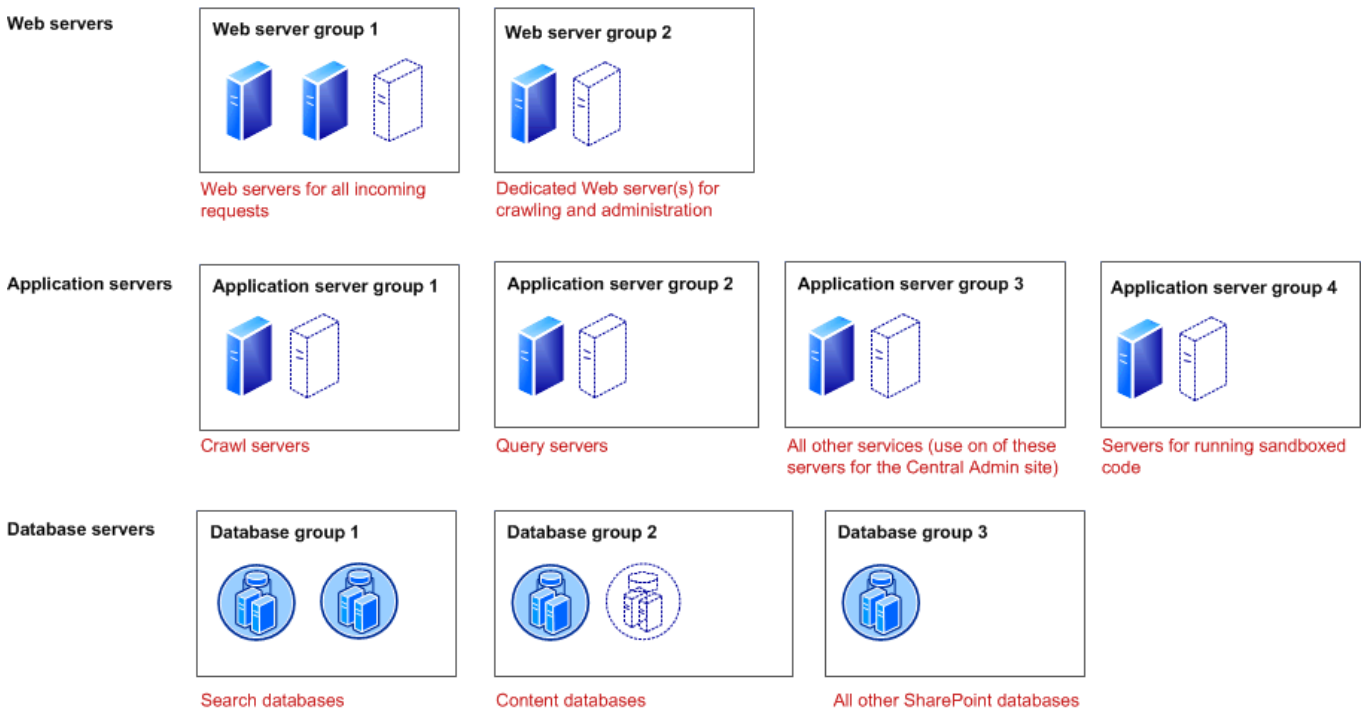 Web servers
Web server group 1
Web server group 2
Web servers for all incoming
requests
Dedicated Web server(s) for
crawling and administration
Application servers
Application server group 1
Application server group 2
Application server group 3
Application server group 4
Crawl servers
Query servers
All other services (use on of these
servers for the Central Admin site)
Servers for running sandboxed
code
Database servers
Database group 1
Database group 2
Database group 3
Search databases
Content databases
All other SharePoint databases